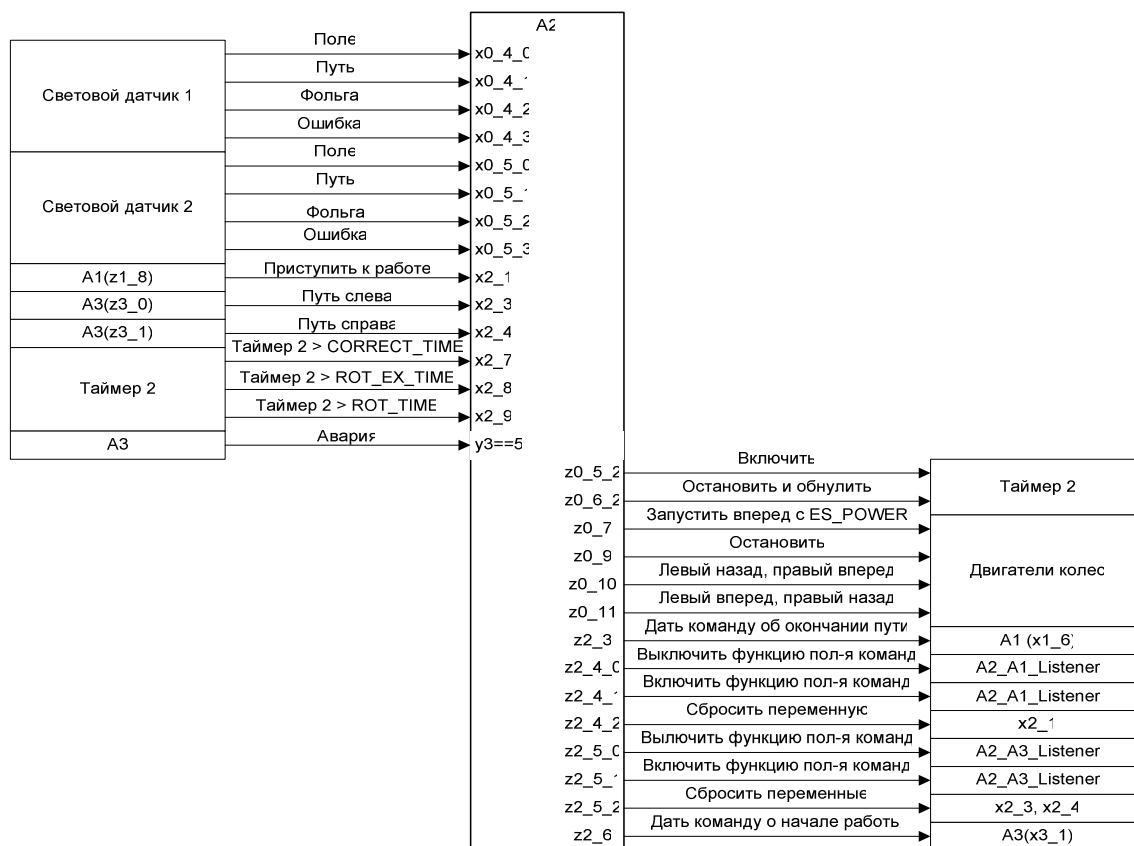 A2
Световой датчик 1
Поле
x0_4_0
Путь
x0_4_1
Фольга
x0_4_2
Ошибка
x0_4_3
Световой датчик 2
Поле
x0_5_0
Путь
x0_5_1
Фольга
x0_5_2
Ошибка
x0_5_3
A1(z1_8)
Приступить к работе
x2_1
A3(z3_0)
Путь слева
x2_3
A3(z3_1)
Путь справа
x2_4
Таймер 2
Таймер 2 > CORRECT_TIME
x2_7
Таймер 2 > ROT_EX_TIME
x2_8
Таймер 2 > ROT_TIME
x2_9
A3
Авария
y3==5
z0_5_2
Включить
Таймер 2
z0_6_2
Остановить и обнулить
z0_7
Запустить вперед с ES_POWER
Двигатели колес
z0_9
Остановить
z0_10
Левый назад, правый вперед
z0_11
Левый вперед, правый назад
z2_3
Дать команду об окончании пути
A1 (x1_6)
z2_4_0
Выключить функцию пол-я команд
A2_A1_Listener
z2_4_1
Включить функцию пол-я команд
A2_A1_Listener
z2_4_2
Сбросить переменную
x2_1
z2_5_0
Вылючить функцию пол-я команд
A2_A3_Listener
z2_5_1
Включить функцию пол-я команд
A2_A3_Listener
z2_5_2
Сбросить переменные
x2_3, x2_4
z2_6
Дать команду о начале работы
A3(x3_1)